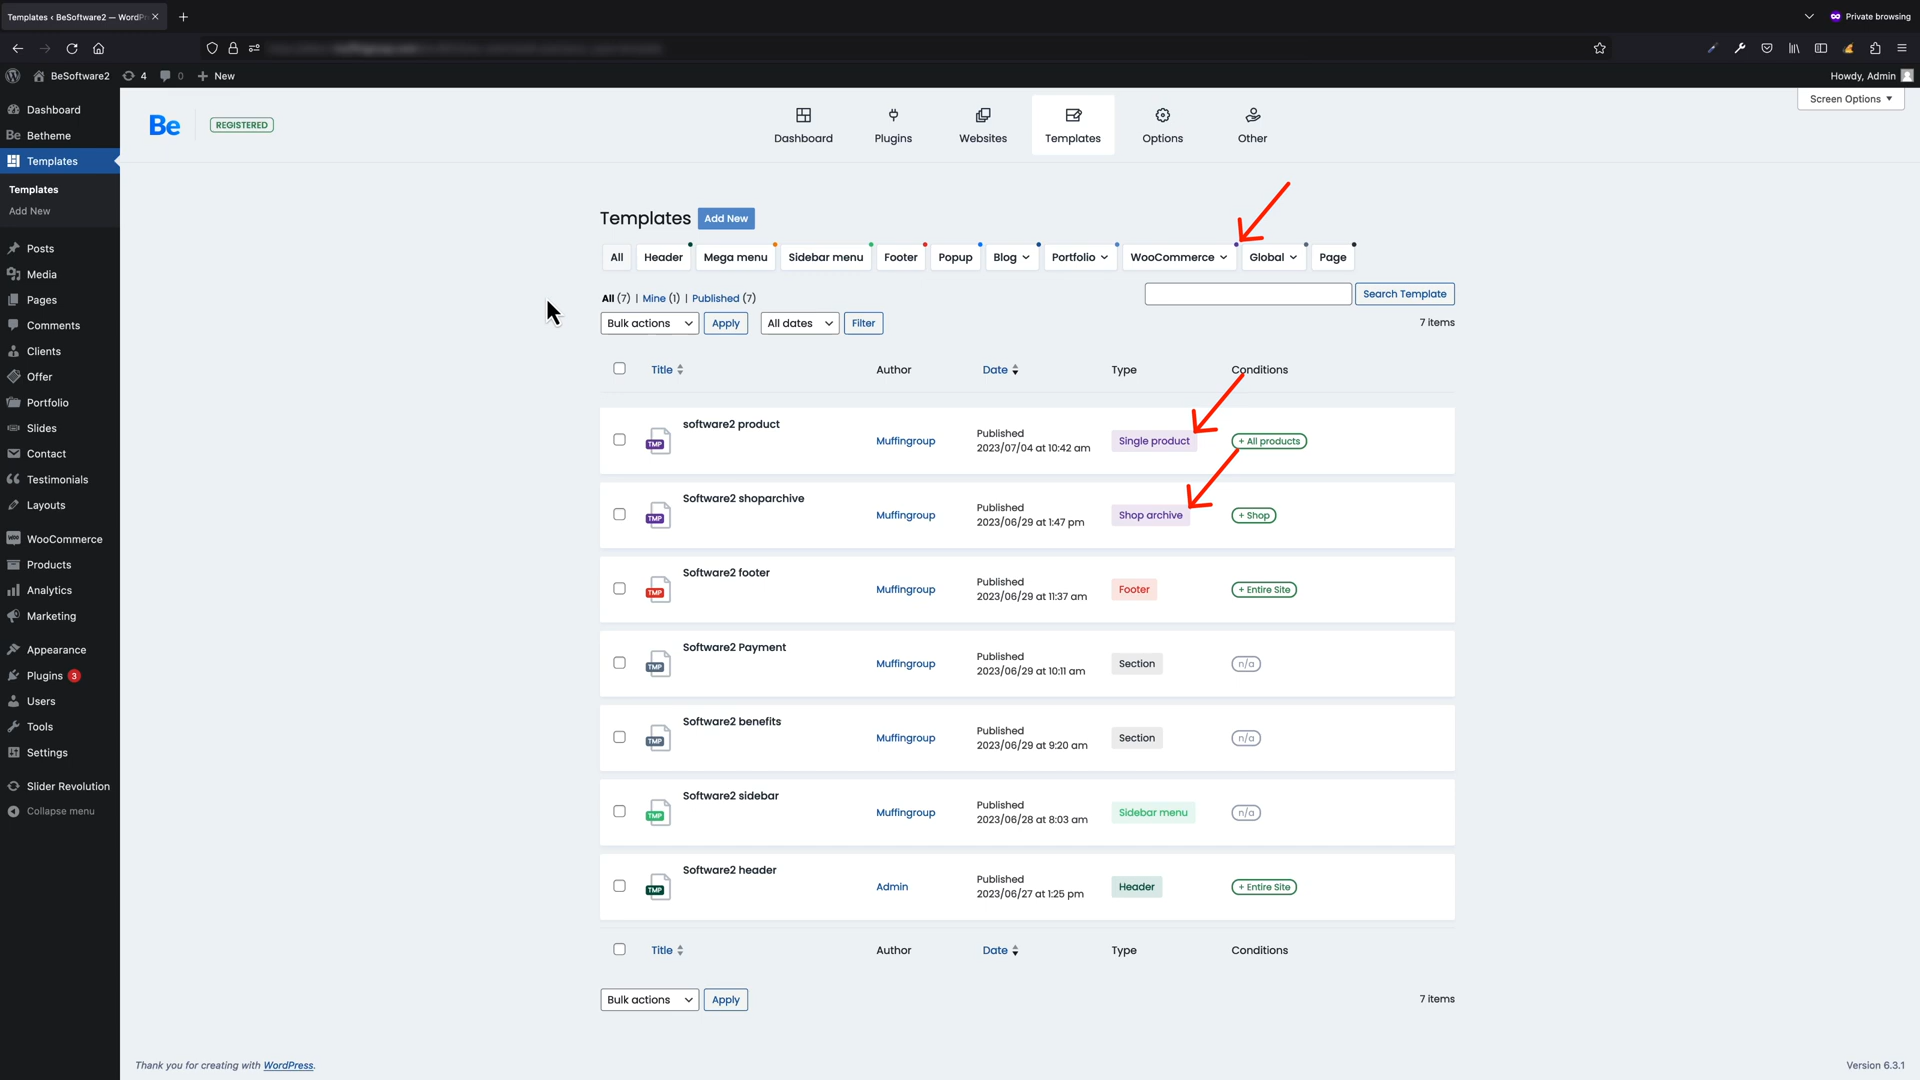 Templates ‹ BeSoftware2 — WordPr
Private browsing
BeSoftware2 4 0 New
Howdy, Admin
Dashboard
Betheme
Templates
Templates
Add New
Posts
Media
Pages
Comments
Clients
Offer
Portfolio
Slides
Contact
Testimonials
Layouts
WooCommerce
Products
Analytics
Marketing
Appearance
Plugins 3
Users
Tools
Settings
Slider Revolution
Collapse menu
Screen Options
Be REGISTERED
Dashboard Plugins Websites Templates Options Other
Templates Add New
All Header Mega menu Sidebar menu Footer Popup Blog Portfolio WooCommerce Global Page
All (7) | Mine (1) | Published (7)
Search Template
Bulk actions Apply All dates Filter
7 items
Title Author Date Type Conditions
software2 product
TMP Muffingroup Published Single product + All products
2023/07/04 at 10:42 am
Software2 shoparchive
TMP Muffingroup Published Shop archive + Shop
2023/06/29 at 1:47 pm
Software2 footer
TMP Muffingroup Published Footer + Entire Site
2023/06/29 at 11:37 am
Software2 Payment
TMP Muffingroup Published Section n/a
2023/06/29 at 10:11 am
Software2 benefits
TMP Muffingroup Published Section n/a
2023/06/29 at 9:20 am
Software2 sidebar
TMP Muffingroup Published Sidebar menu n/a
2023/06/28 at 8:03 am
Software2 header
TMP Admin Published Header + Entire Site
2023/06/27 at 1:25 pm
Title Author Date Type Conditions
Bulk actions Apply
7 items
Thank you for creating with WordPress.
Version 6.3.1